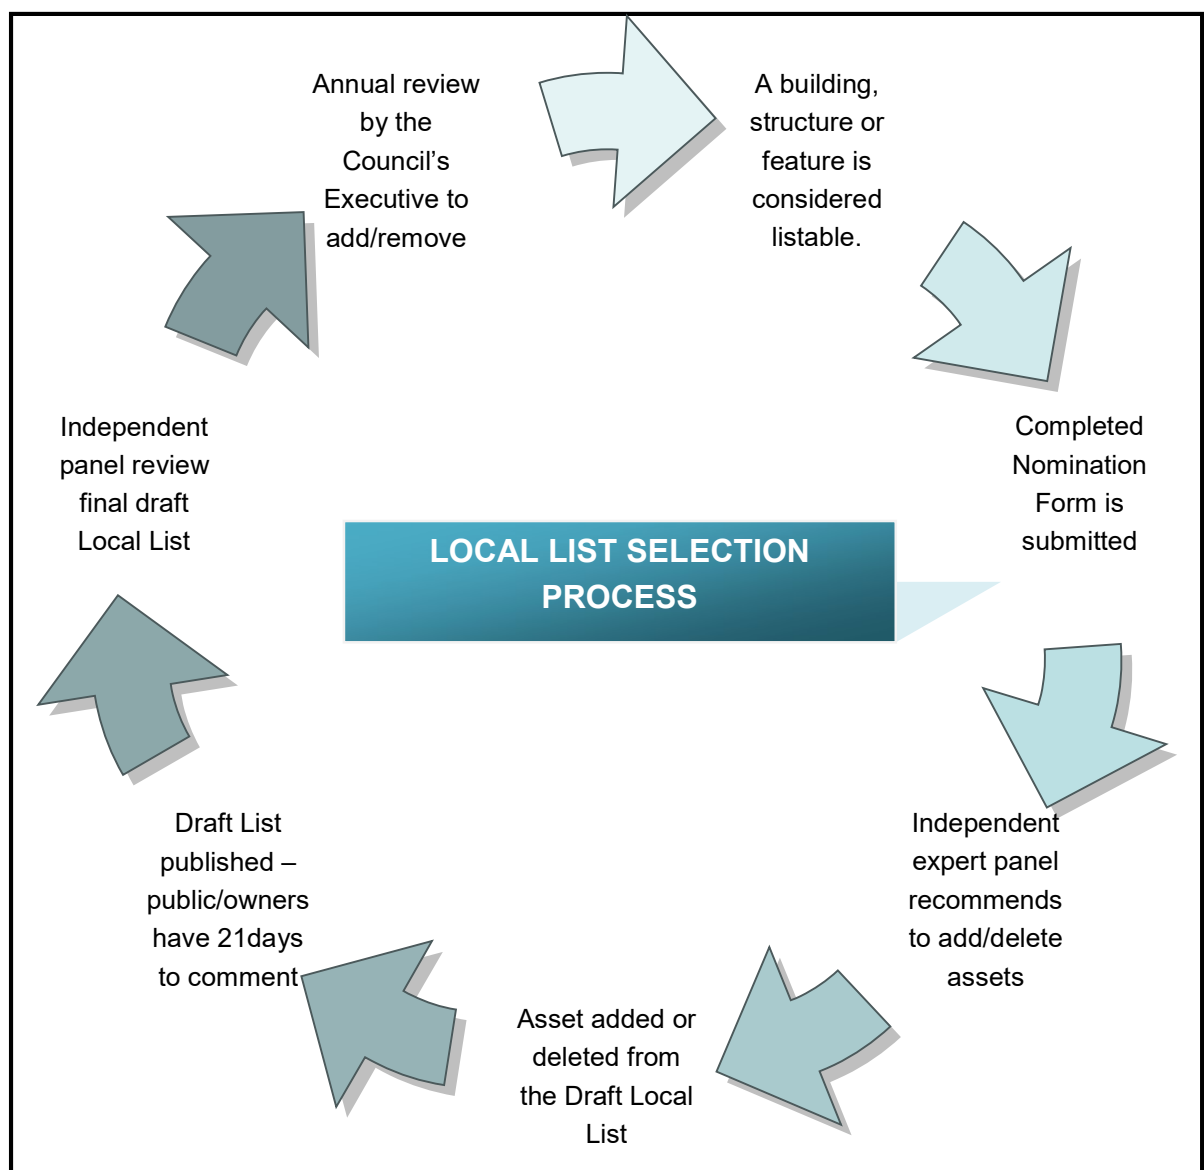 Annual review
by the
Council's
Executive to
add/remove
A building,
structure or
feature is
considered
listable.
Completed
Nomination
Form is
submitted
Independent
expert panel
recommends
to add/delete
assets
Asset added or
deleted from
the Draft Local
List
Draft List
published –
public/owners
have 21days
to comment
Independent
panel review
final draft
Local List
LOCAL LIST SELECTION
PROCESS